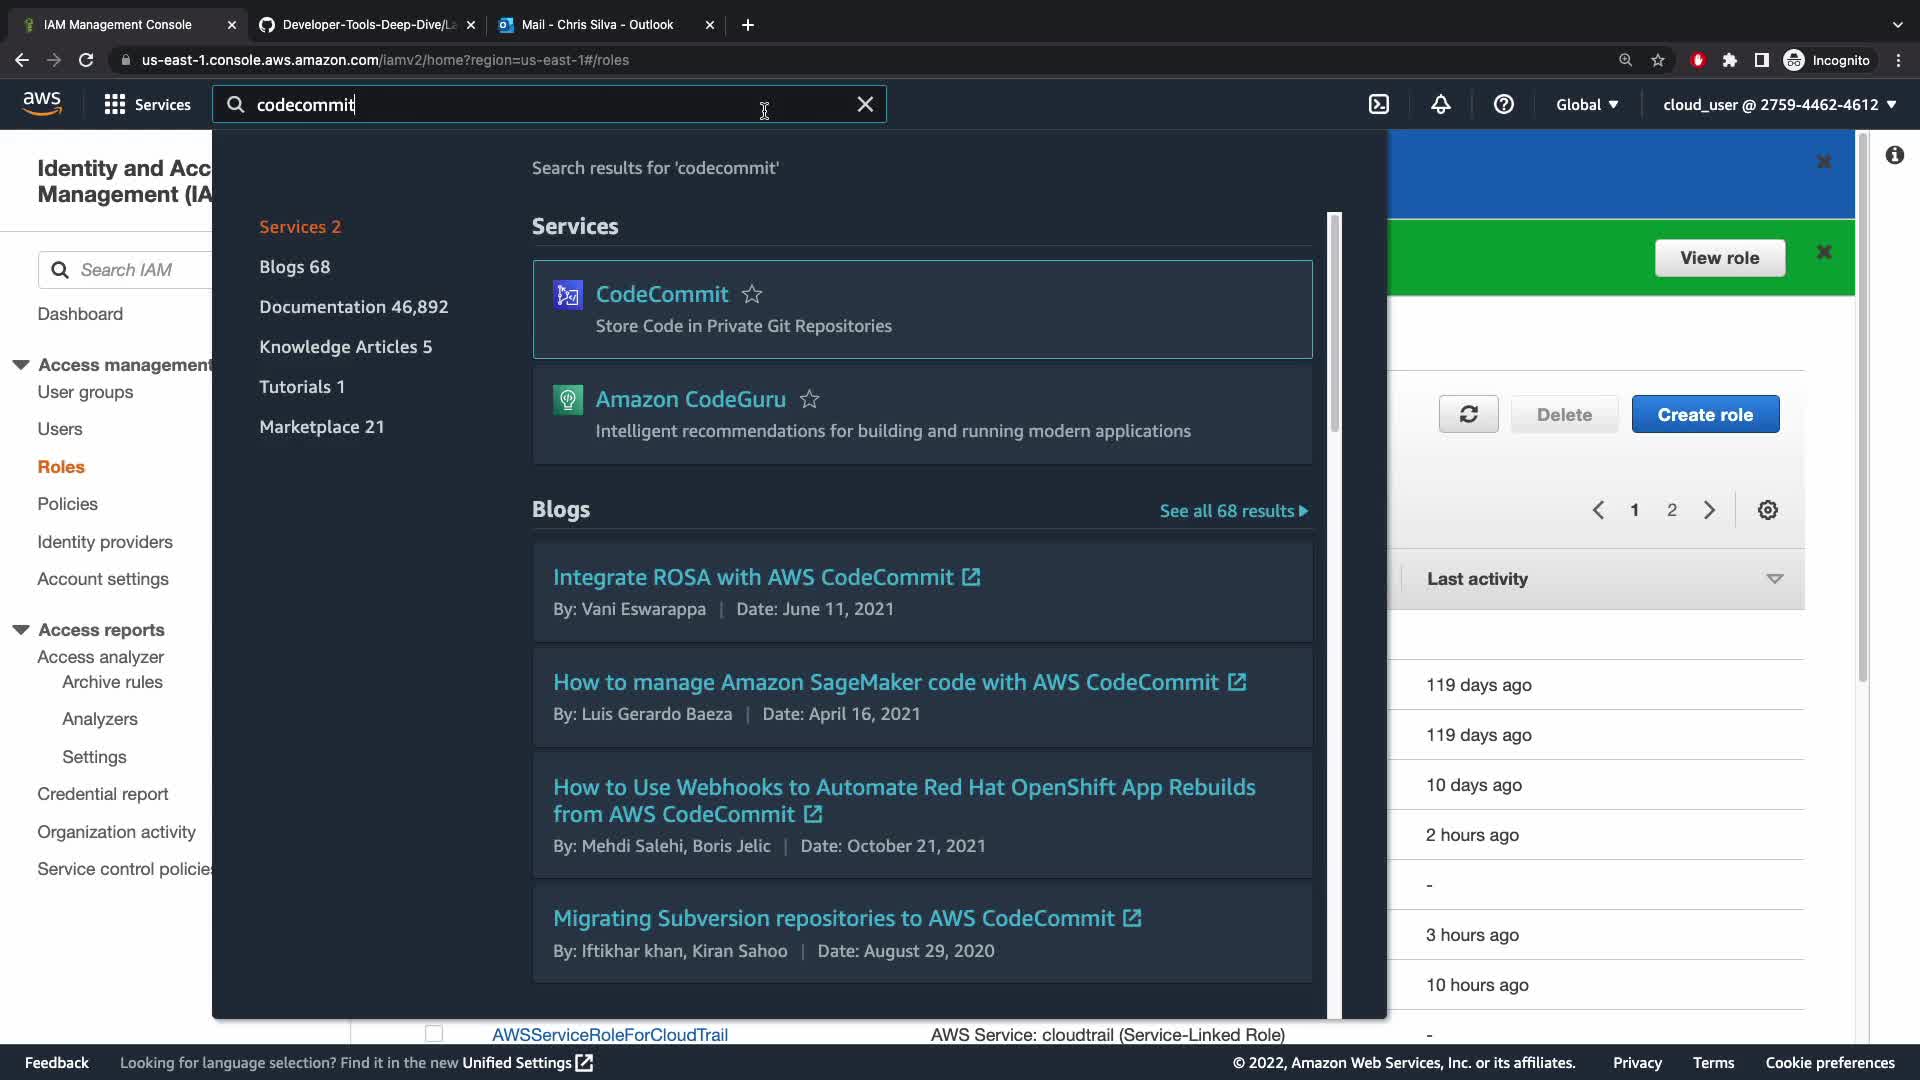 IAM Management Console
Developer-Tools-Deep-Dive/La
Mail - Chris Silva - Outlook
us-east-1.console.aws.amazon.com/iamv2/home?region=us-east-1#/roles
Incognito
aws
Services
codecommit
Global
cloud_user @ 2759-4462-4612
Identity and Acc
Management (IA
Search IAM
Dashboard
Access management
User groups
Users
Roles
Policies
Identity providers
Account settings
Access reports
Access analyzer
Archive rules
Analyzers
Settings
Credential report
Organization activity
Service control policies
Search results for 'codecommit'
Services 2
Blogs 68
Documentation 46,892
Knowledge Articles 5
Tutorials 1
Marketplace 21
Services
CodeCommit
Store Code in Private Git Repositories
Amazon CodeGuru
Intelligent recommendations for building and running modern applications
Blogs
See all 68 results
Integrate ROSA with AWS CodeCommit
By: Vani Eswarappa | Date: June 11, 2021
How to manage Amazon SageMaker code with AWS CodeCommit
By: Luis Gerardo Baeza | Date: April 16, 2021
How to Use Webhooks to Automate Red Hat OpenShift App Rebuilds
from AWS CodeCommit
By: Mehdi Salehi, Boris Jelic | Date: October 21, 2021
Migrating Subversion repositories to AWS CodeCommit
By: Iftikhar khan, Kiran Sahoo | Date: August 29, 2020
View role
Delete
Create role
1 2
Last activity
119 days ago
119 days ago
10 days ago
2 hours ago
-
3 hours ago
10 hours ago
AWSServiceRoleForCloudTrail
AWS Service: cloudtrail (Service-Linked Role)
-
Feedback
Looking for language selection? Find it in the new Unified Settings
© 2022, Amazon Web Services, Inc. or its affiliates.
Privacy
Terms
Cookie preferences